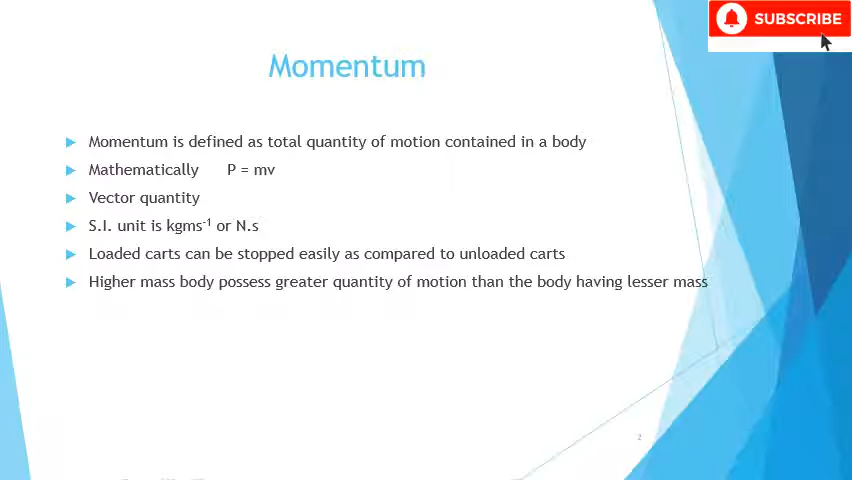 SUBSCRIBE
Momentum
Momentum is defined as total quantity of motion contained in a body
Mathematically P = mv
Vector quantity
S.I. unit is kgms⁻¹ or N.s
Loaded carts can be stopped easily as compared to unloaded carts
Higher mass body possess greater quantity of motion than the body having lesser mass
2